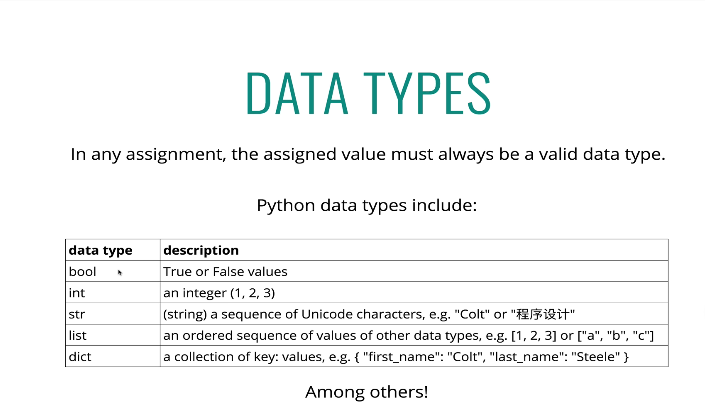 DATA TYPES
In any assignment, the assigned value must always be a valid data type.
Python data types include:
data type description
bool True or False values
int an integer (1, 2, 3)
str (string) a sequence of Unicode characters, e.g. "Colt" or "程序设计"
list an ordered sequence of values of other data types, e.g. [1, 2, 3] or ["a", "b", "c"]
dict a collection of key: values, e.g. { "first_name": "Colt", "last_name": "Steele" }
Among others!